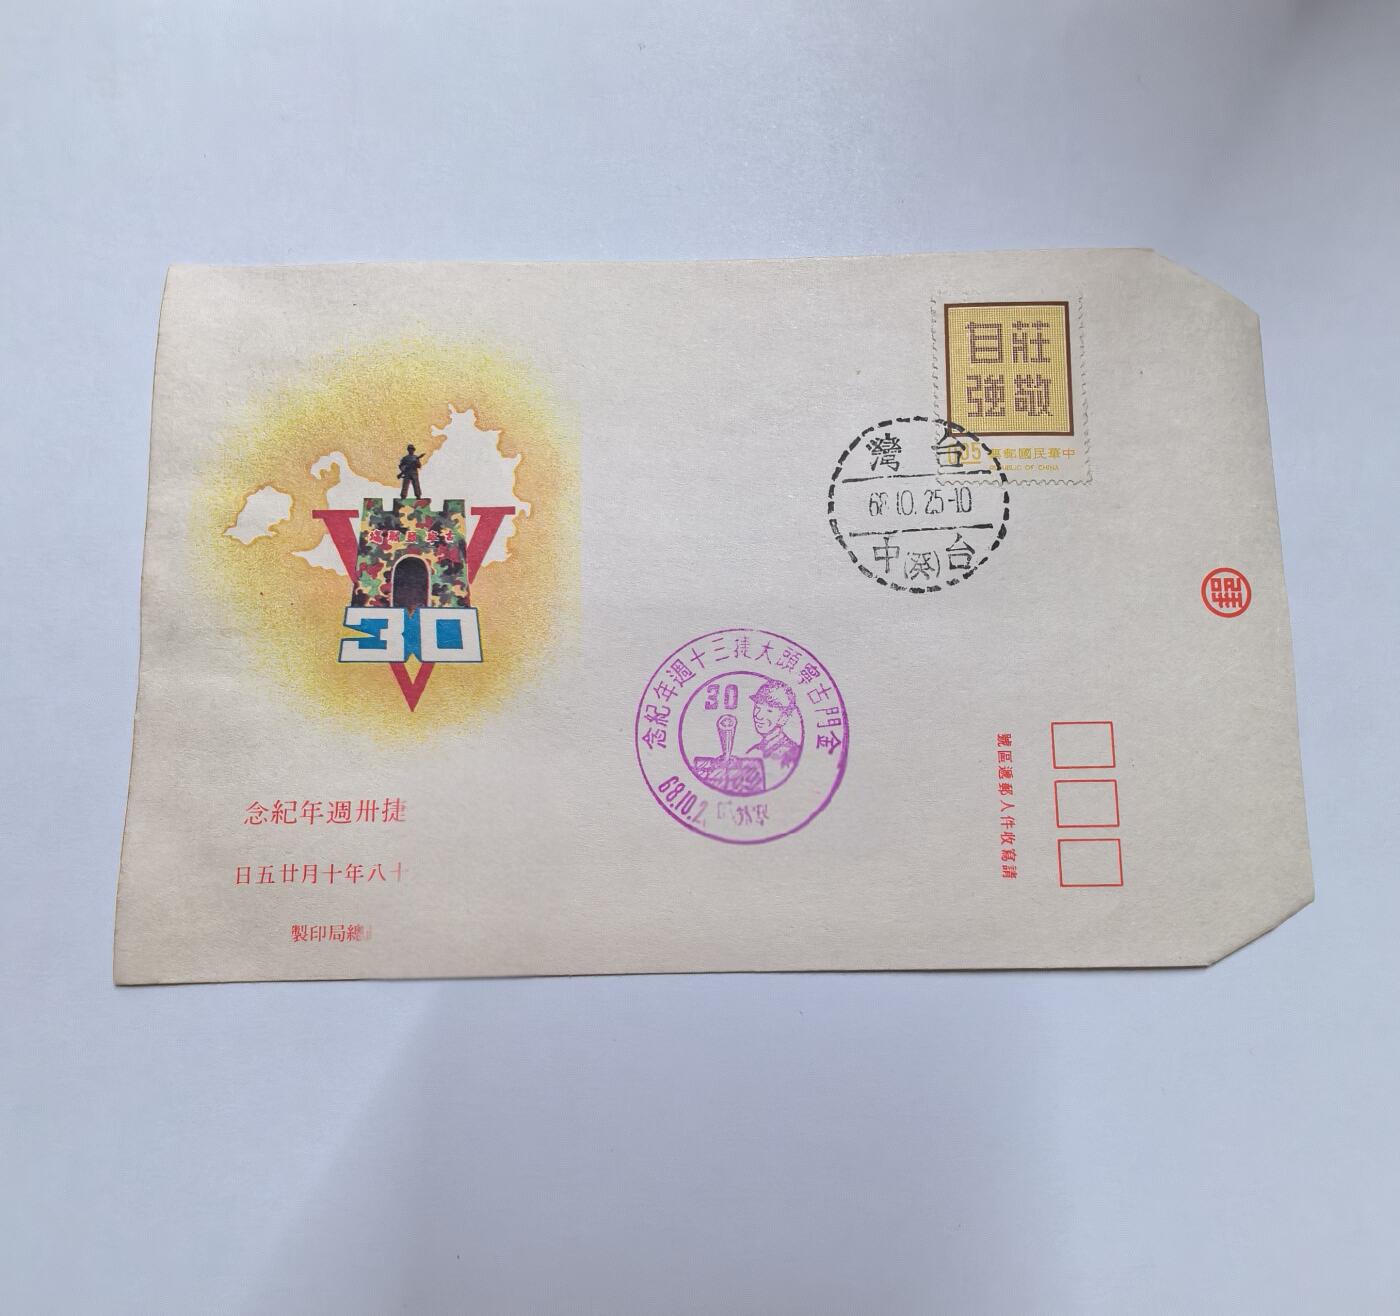 莊敬
自強
中華民國郵票
REPUBLIC OF CHINA
台灣
68.10.25-10
台(葵)中
30
金門古寧頭大捷三十週年紀念
30
68.10.2
捷卅週年紀念
十八年十月廿五日
總局印製
請寫收件人郵遞區號